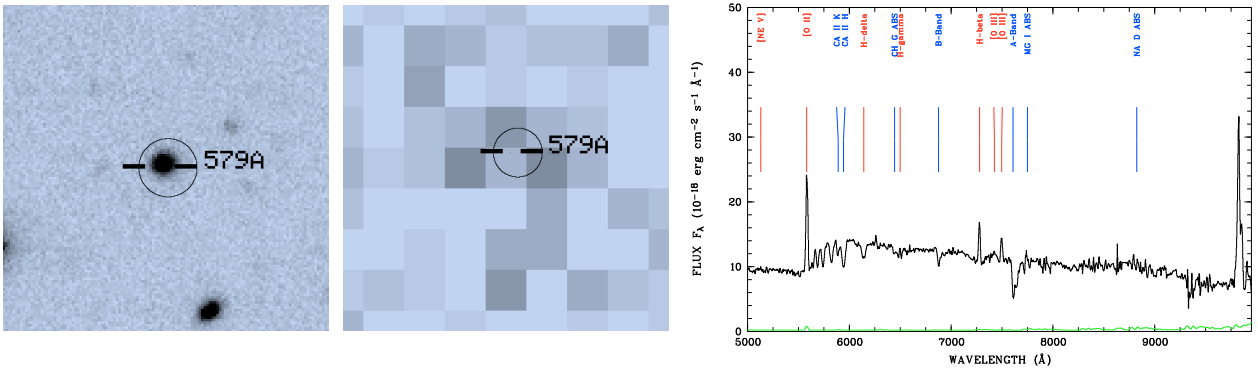 579A
579A
[NE V]
[O II]
CA II K
CA II H
H-delta
CH G ABS
H-gamma
B-Band
H-beta
[O III]
[O III]
A-Band
MG I ABS
NA D ABS
50
40
30
20
10
0
FLUX Fλ (10⁻¹⁸ erg cm⁻² s⁻¹ Å⁻¹)
5000 6000 7000 8000 9000
WAVELENGTH (Å)